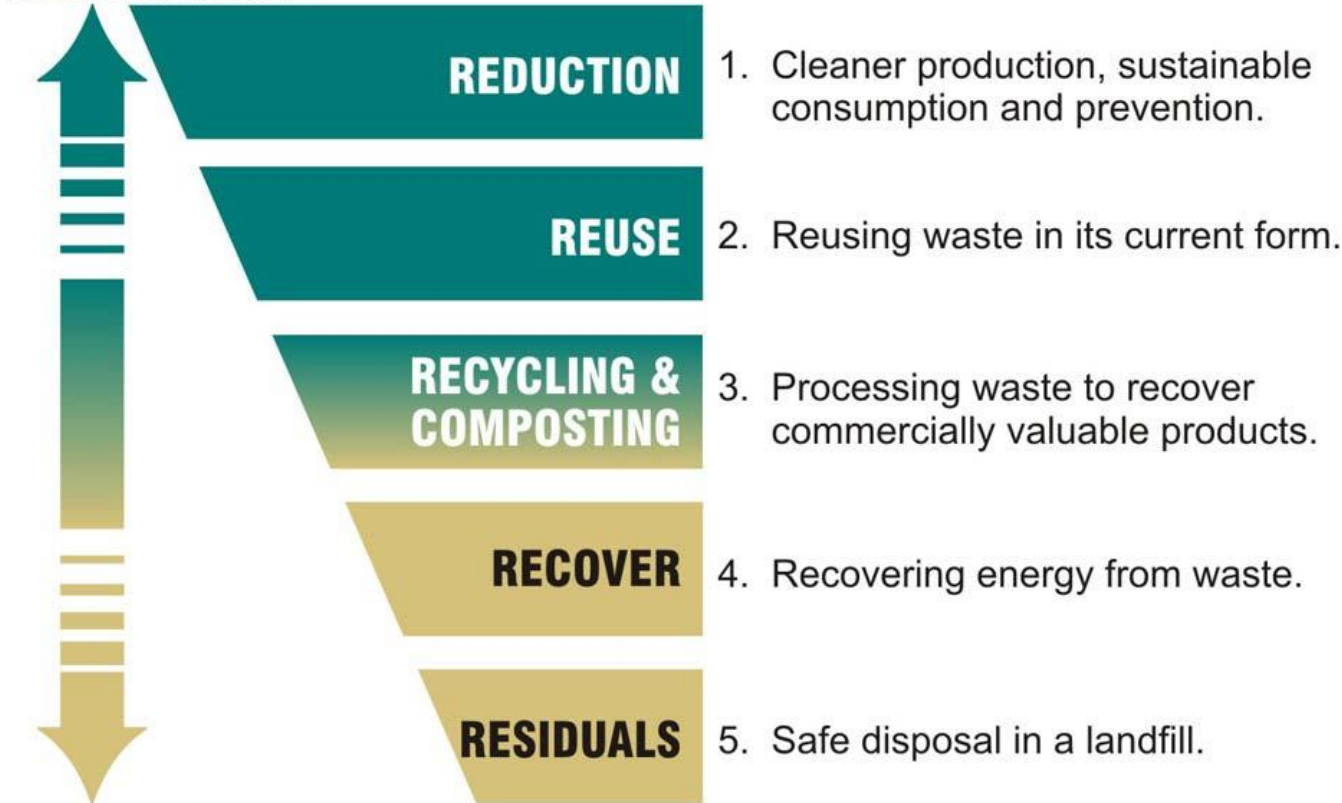 REDUCTION
1. Cleaner production, sustainable
consumption and prevention.
REUSE
2. Reusing waste in its current form.
RECYCLING &
COMPOSTING
3. Processing waste to recover
commercially valuable products.
RECOVER
4. Recovering energy from waste.
RESIDUALS
5. Safe disposal in a landfill.